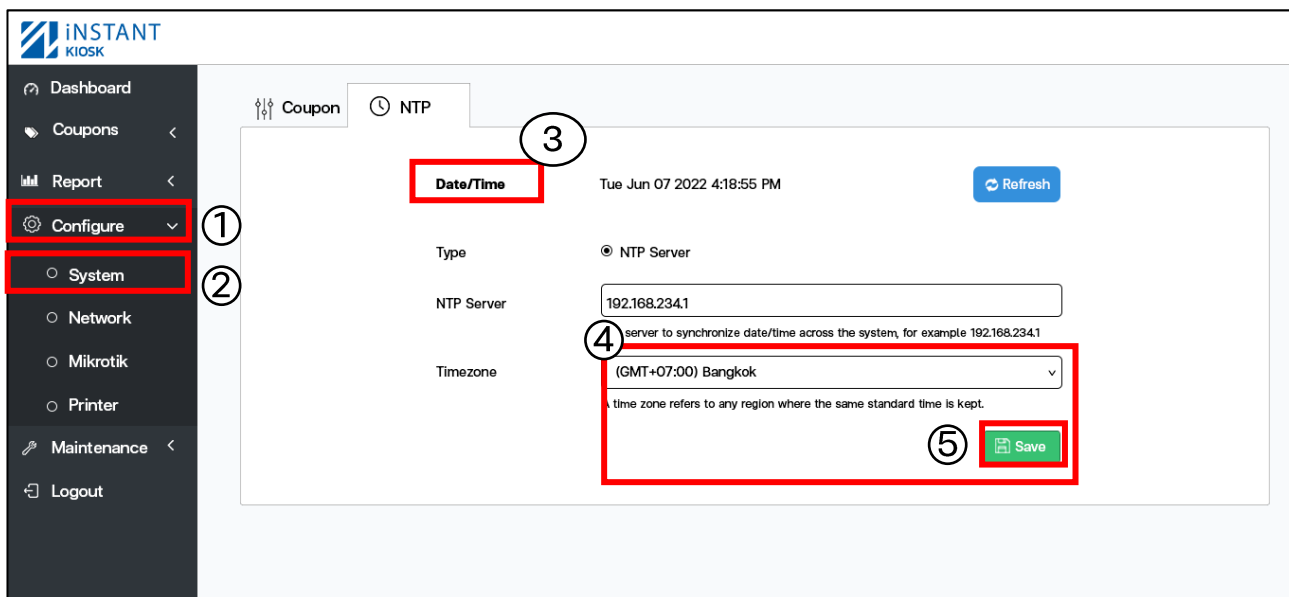 iNSTANT
KIOSK
Dashboard
Coupons
Report
Configure
①
System
②
Network
Mikrotik
Printer
Maintenance
Logout
Coupon
NTP
③
Date/Time Tue Jun 07 2022 4:18:55 PM Refresh
Type NTP Server
NTP Server 192.168.234.1
④
server to synchronize date/time across the system, for example 192.168.234.1
Timezone (GMT+07:00) Bangkok
A time zone refers to any region where the same standard time is kept.
⑤ Save